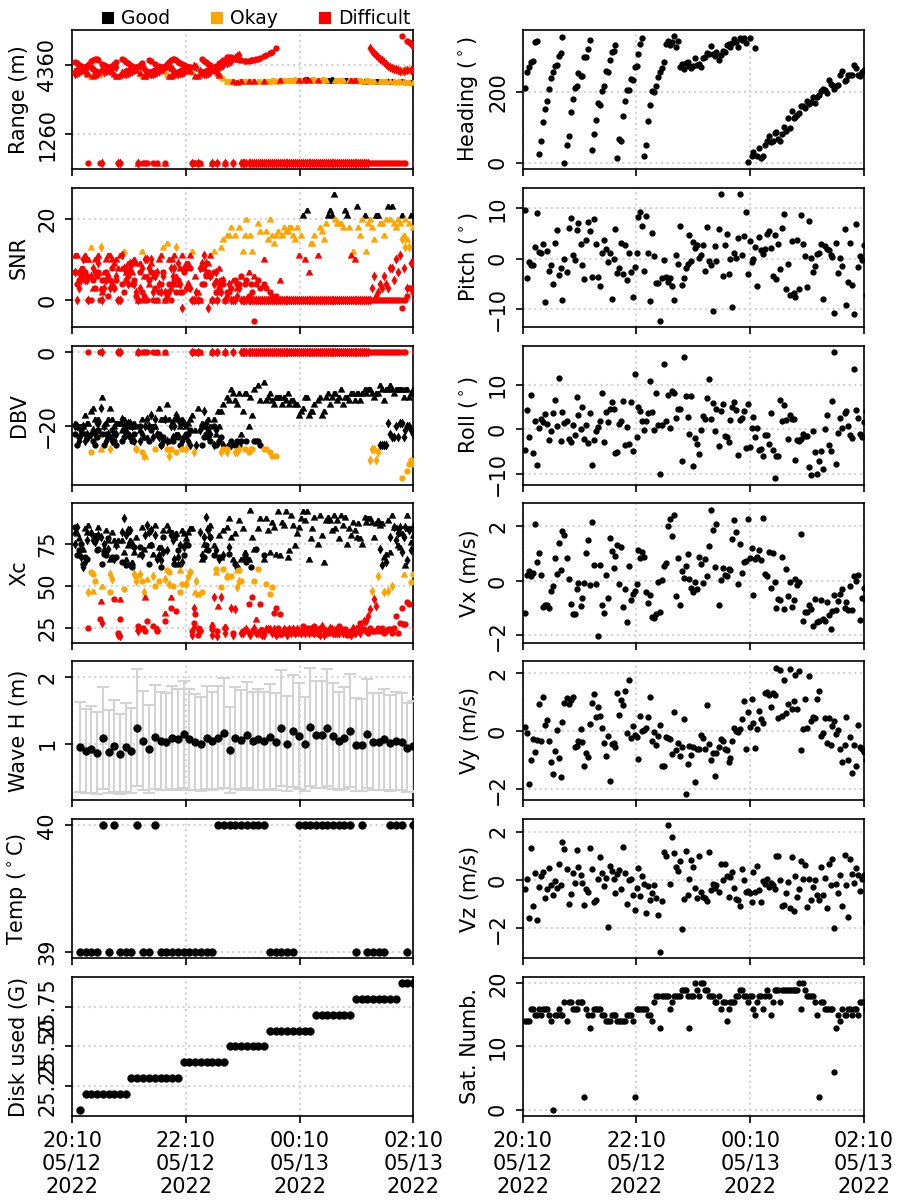 Good Okay Difficult
Range (m)
4360
1260
Heading (°)
200
0
SNR
20
0
Pitch (°)
10
0
−10
DBV
0
−20
Roll (°)
10
0
−10
Xc
75
50
25
Vx (m/s)
2
0
−2
Wave H (m)
2
1
Vy (m/s)
2
0
−2
Temp (°C)
40
39
Vz (m/s)
2
0
−2
Disk used (G)
Sat. Numb.
20
10
0
20:10 22:10 00:10 02:10
05/12 05/12 05/13 05/13
2022 2022 2022 2022
20:10 22:10 00:10 02:10
05/12 05/12 05/13 05/13
2022 2022 2022 2022